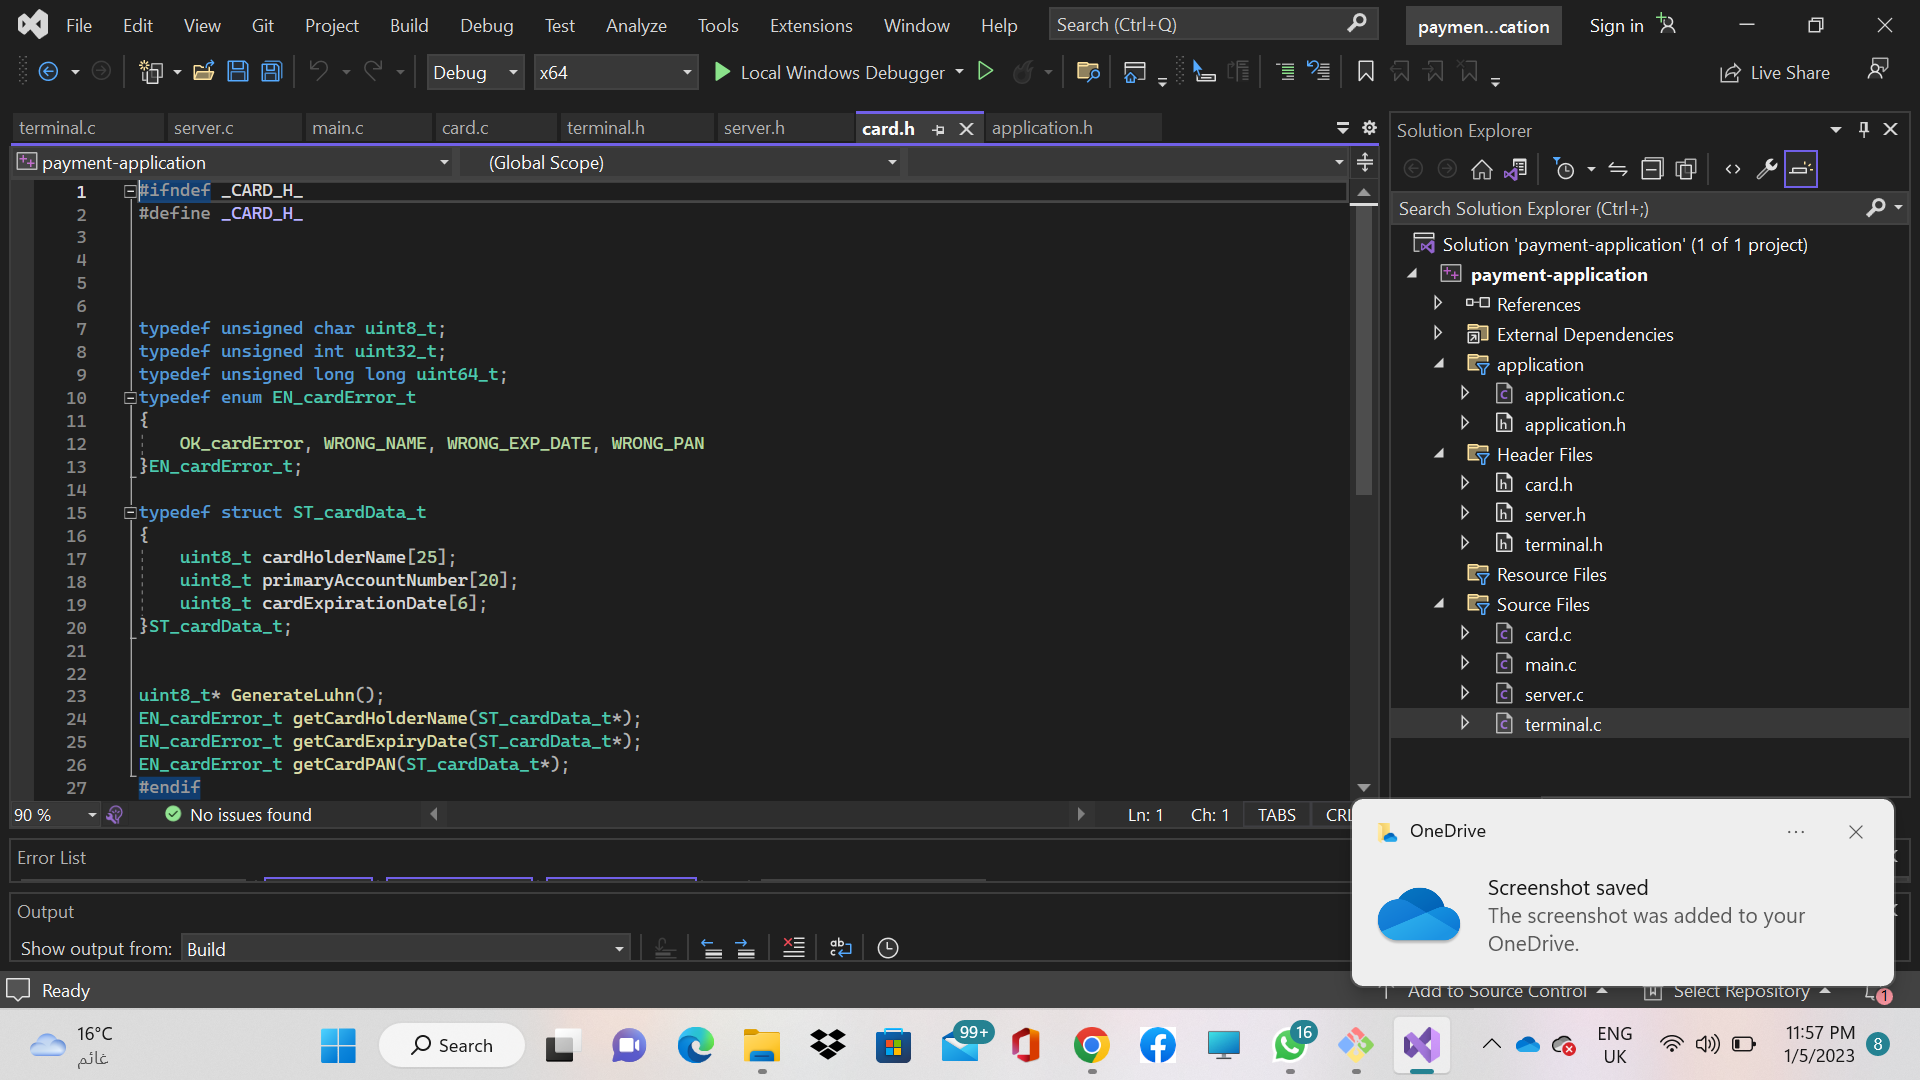 File Edit View Git Project Build Debug Test Analyze Tools Extensions Window Help Search (Ctrl+Q) paymen...cation Sign in
Debug x64 Local Windows Debugger Live Share
terminal.c server.c main.c card.c terminal.h server.h card.h application.h
payment-application (Global Scope)
1 #ifndef _CARD_H_
2 #define _CARD_H_
3
4
5
6
7 typedef unsigned char uint8_t;
8 typedef unsigned int uint32_t;
9 typedef unsigned long long uint64_t;
10 typedef enum EN_cardError_t
11 {
12 OK_cardError, WRONG_NAME, WRONG_EXP_DATE, WRONG_PAN
13 }EN_cardError_t;
14
15 typedef struct ST_cardData_t
16 {
17 uint8_t cardHolderName[25];
18 uint8_t primaryAccountNumber[20];
19 uint8_t cardExpirationDate[6];
20 }ST_cardData_t;
21
22
23 uint8_t* GenerateLuhn();
24 EN_cardError_t getCardHolderName(ST_cardData_t*);
25 EN_cardError_t getCardExpiryDate(ST_cardData_t*);
26 EN_cardError_t getCardPAN(ST_cardData_t*);
27 #endif
90 % No issues found Ln: 1 Ch: 1 TABS CRL
Solution Explorer
Search Solution Explorer (Ctrl+;)
Solution 'payment-application' (1 of 1 project)
payment-application
References
External Dependencies
application
application.c
application.h
Header Files
card.h
server.h
terminal.h
Resource Files
Source Files
card.c
main.c
server.c
terminal.c
Error List
Output
Show output from: Build
OneDrive
Screenshot saved
The screenshot was added to your
OneDrive.
Ready Add to Source Control Select Repository 1
16°C
غائم
Search
99+
16
ENG
UK
11:57 PM
1/5/2023
8